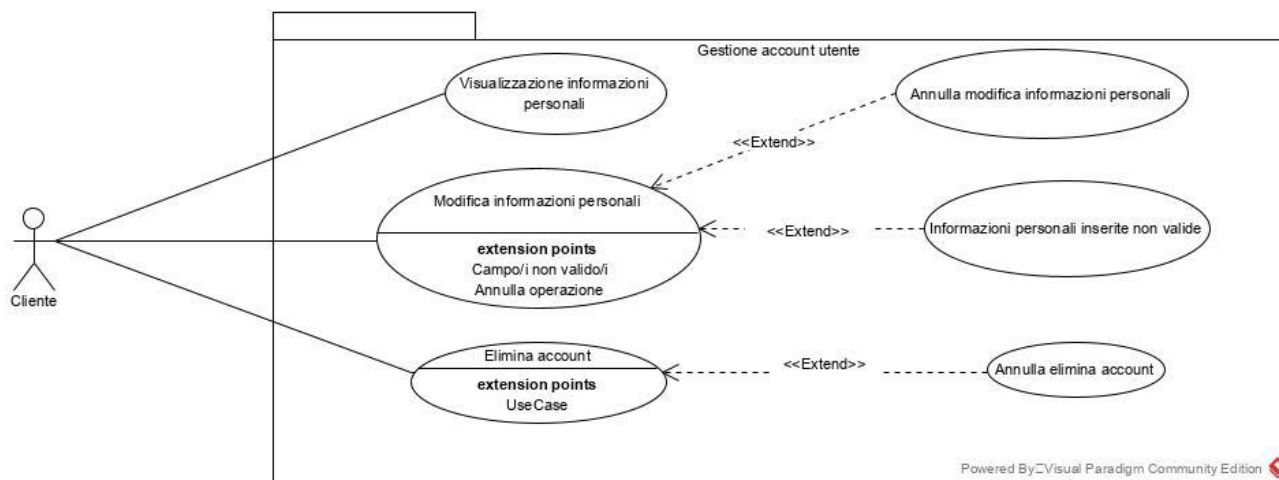 Gestione account utente
Visualizzazione informazioni
personali
Annulla modifica informazioni personali
<<Extend>>
Modifica informazioni personali
extension points
Campo/i non valido/i
Annulla operazione
<<Extend>>
Informazioni personali inserite non valide
Cliente
Elimina account
extension points
UseCase
<<Extend>>
Annulla elimina account
Powered By□Visual Paradigm Community Edition